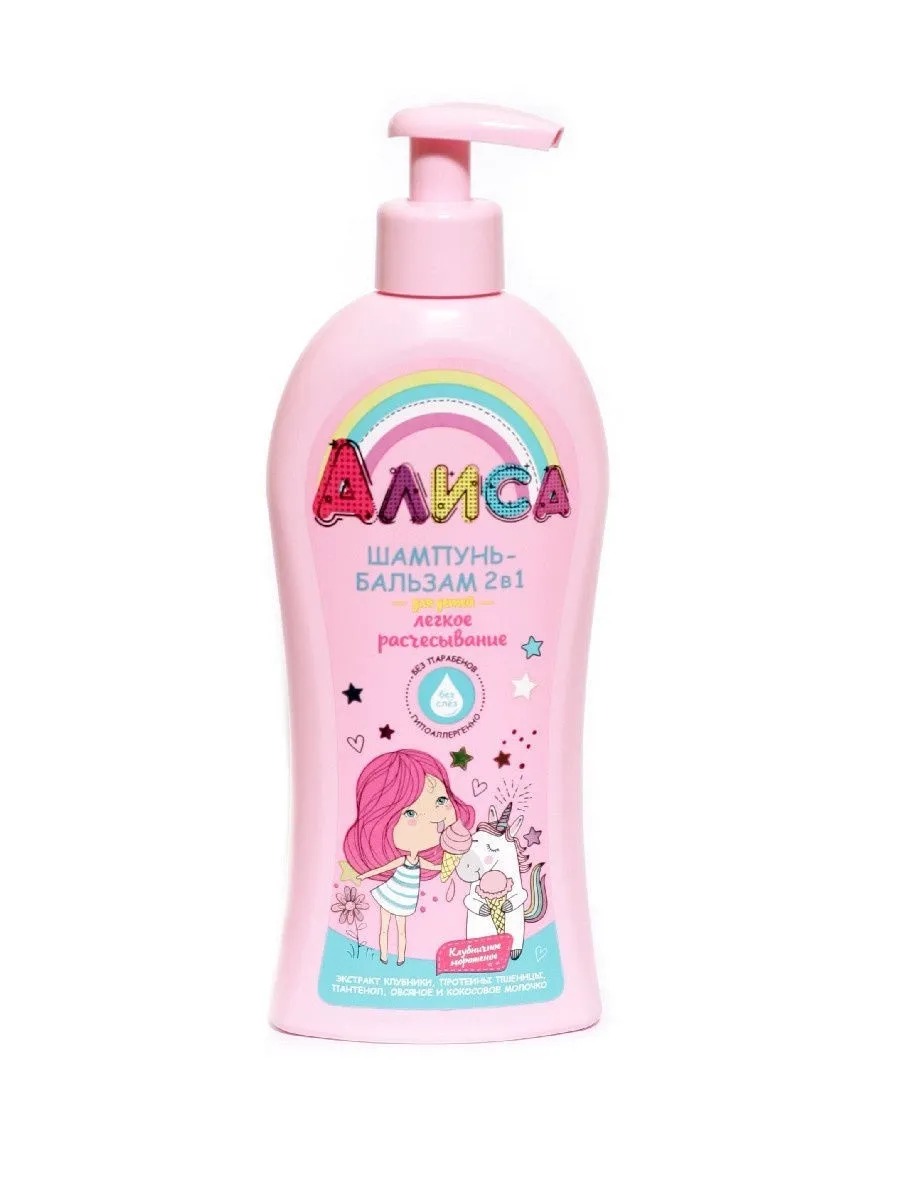 АЛИСА
ШАМПУНЬ-
БАЛЬЗАМ 2в1
для детей
легкое
расчесывание
БЕЗ ПАРАБЕНОВ
без
слёз
ГИПОАЛЛЕРГЕННО
Клубничное
мороженое
ЭКСТРАКТ КЛУБНИКИ, ПРОТЕИНЫ ПШЕНИЦЫ,
ПАНТЕНОЛ, ОВСЯНОЕ И КОКОСОВОЕ МОЛОЧКО